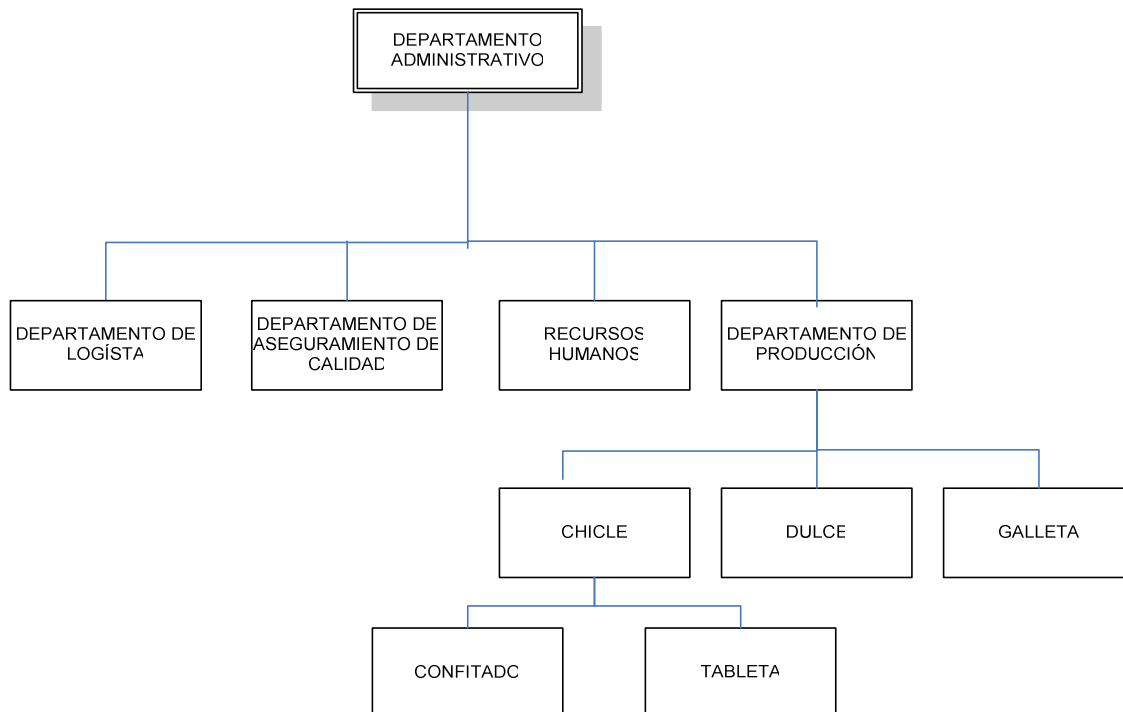 DEPARTAMENTO
ADMINISTRATIVO
DEPARTAMENTO DE
LOGÍSTA
DEPARTAMENTO DE
ASEGURAMIENTO DE
CALIDAD
RECURSOS
HUMANOS
DEPARTAMENTO DE
PRODUCCIÓN
CHICLE
DULCE
GALLETA
CONFITADO
TABLETA